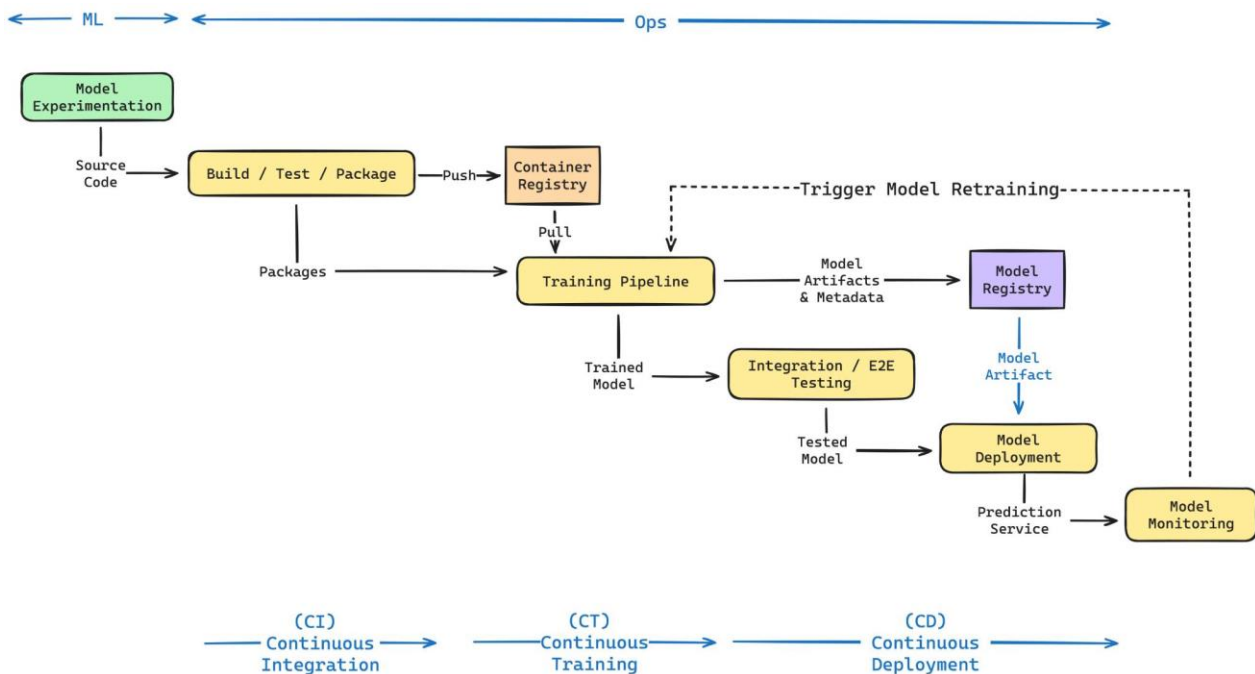 ML
Ops
Model
Experimentation
Source
Code
Build / Test / Package
Push
Container
Registry
Trigger Model Retraining
Pull
Packages
Training Pipeline
Model
Artifacts
& Metadata
Model
Registry
Trained
Model
Integration / E2E
Testing
Model
Artifact
Tested
Model
Model
Deployment
Prediction
Service
Model
Monitoring
(CI)
Continuous
Integration
(CT)
Continuous
Training
(CD)
Continuous
Deployment